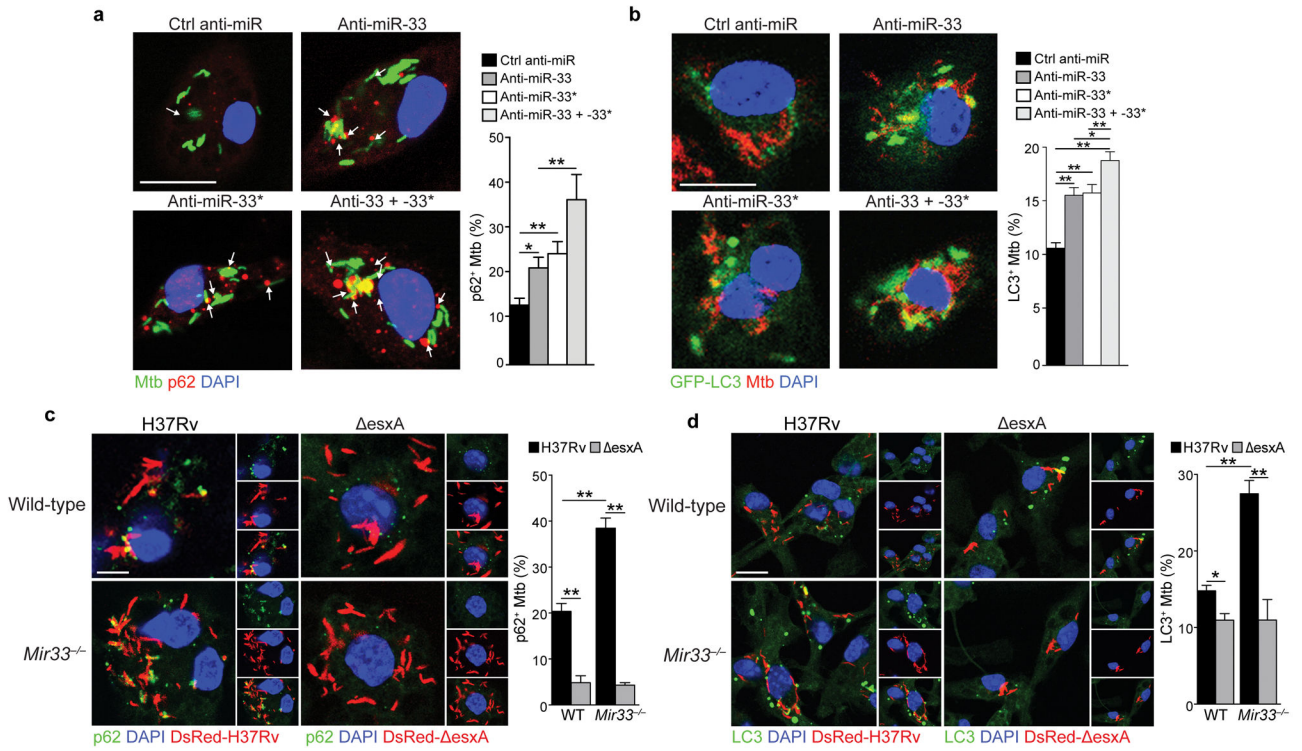 a
Ctrl anti-miR
Anti-miR-33
Anti-miR-33*
Anti-33 + -33*
Mtb p62 DAPI
Ctrl anti-miR
Anti-miR-33
Anti-miR-33*
Anti-miR-33 + -33*
p62+ Mtb (%)
50
40
30
20
10
0
*
**
**
b
Ctrl anti-miR
Anti-miR-33
Anti-miR-33*
Anti-33 + -33*
GFP-LC3 Mtb DAPI
Ctrl anti-miR
Anti-miR-33
Anti-miR-33*
Anti-miR-33 + -33*
LC3+ Mtb (%)
20
15
10
5
0
**
*
**
**
**
c
H37Rv
ΔesxA
Wild-type
Mir33–/–
p62 DAPI DsRed-H37Rv
p62 DAPI DsRed-ΔesxA
H37Rv ΔesxA
p62+ Mtb (%)
50
40
30
20
10
0
**
**
**
WT
Mir33–/–
d
H37Rv
ΔesxA
Wild-type
Mir33–/–
LC3 DAPI DsRed-H37Rv
LC3 DAPI DsRed-ΔesxA
H37Rv ΔesxA
LC3+ Mtb (%)
30
20
10
0
**
**
*
WT
Mir33–/–